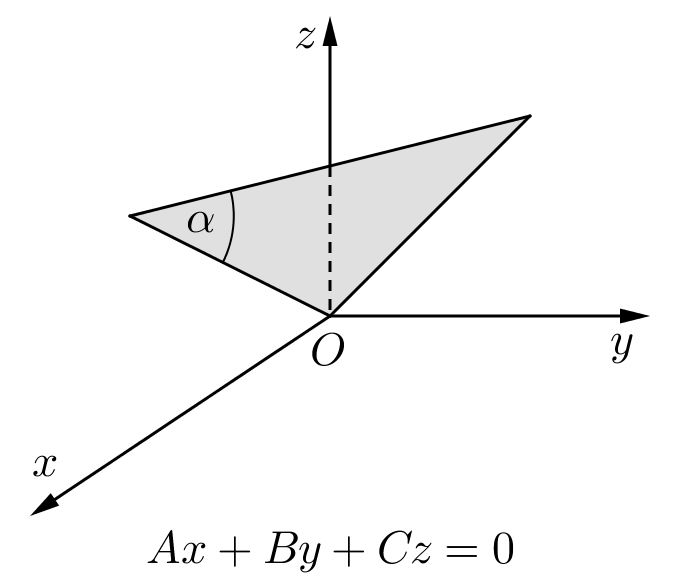 z
α
O
y
x
Ax + By + Cz = 0